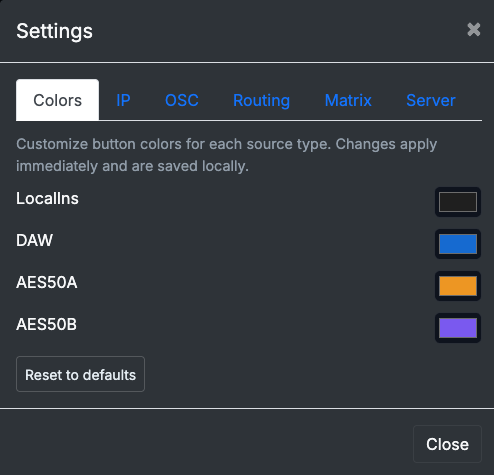 Settings
×
Colors IP OSC Routing Matrix Server
Customize button colors for each source type. Changes apply
immediately and are saved locally.
LocalIns
DAW
AES50A
AES50B
Reset to defaults
Close